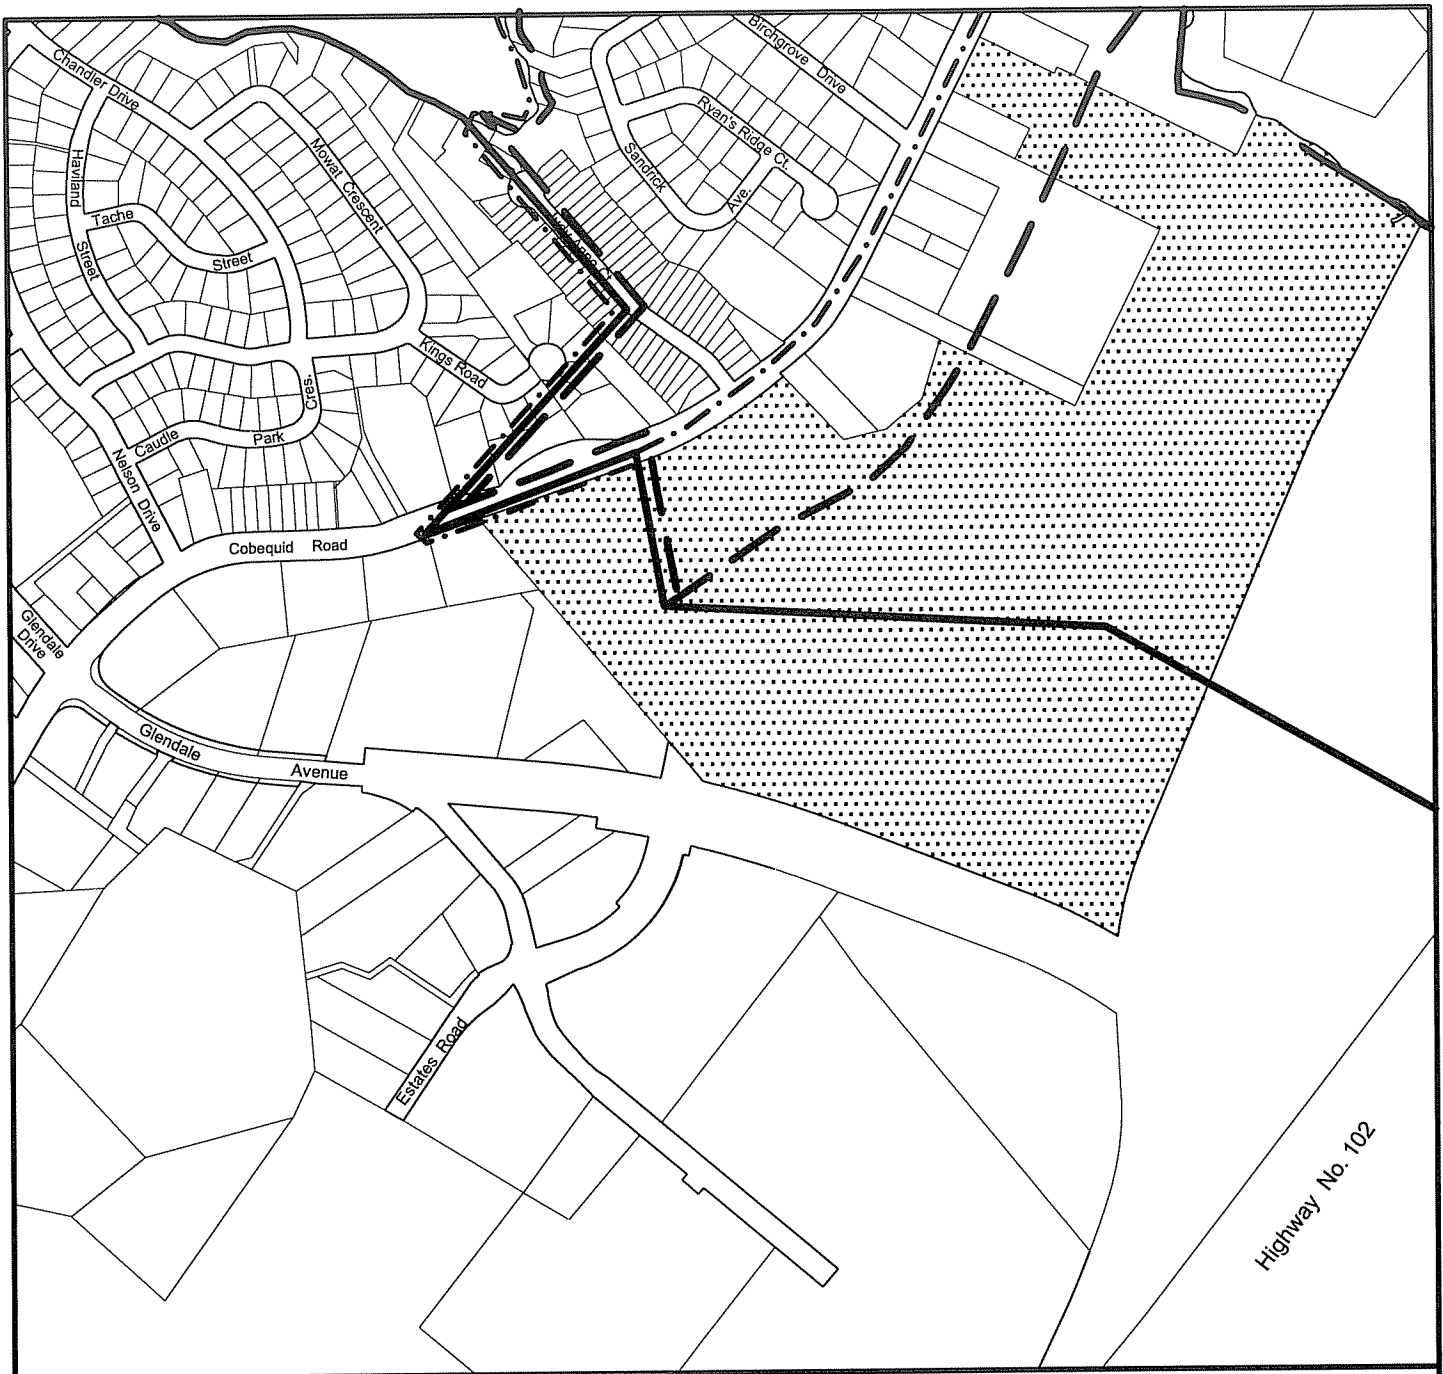 Chandler Drive
Birchgrove Drive
Mowat Crescent
Ryan's Ridge Ct.
Sandrick
Ave.
Haviland
Street
Tache
Street
Kings Road
Cres.
Caudle
Park
Nelson Drive
Cobequid Road
Glendale
Drive
Glendale
Avenue
Estates Road
Highway No. 102